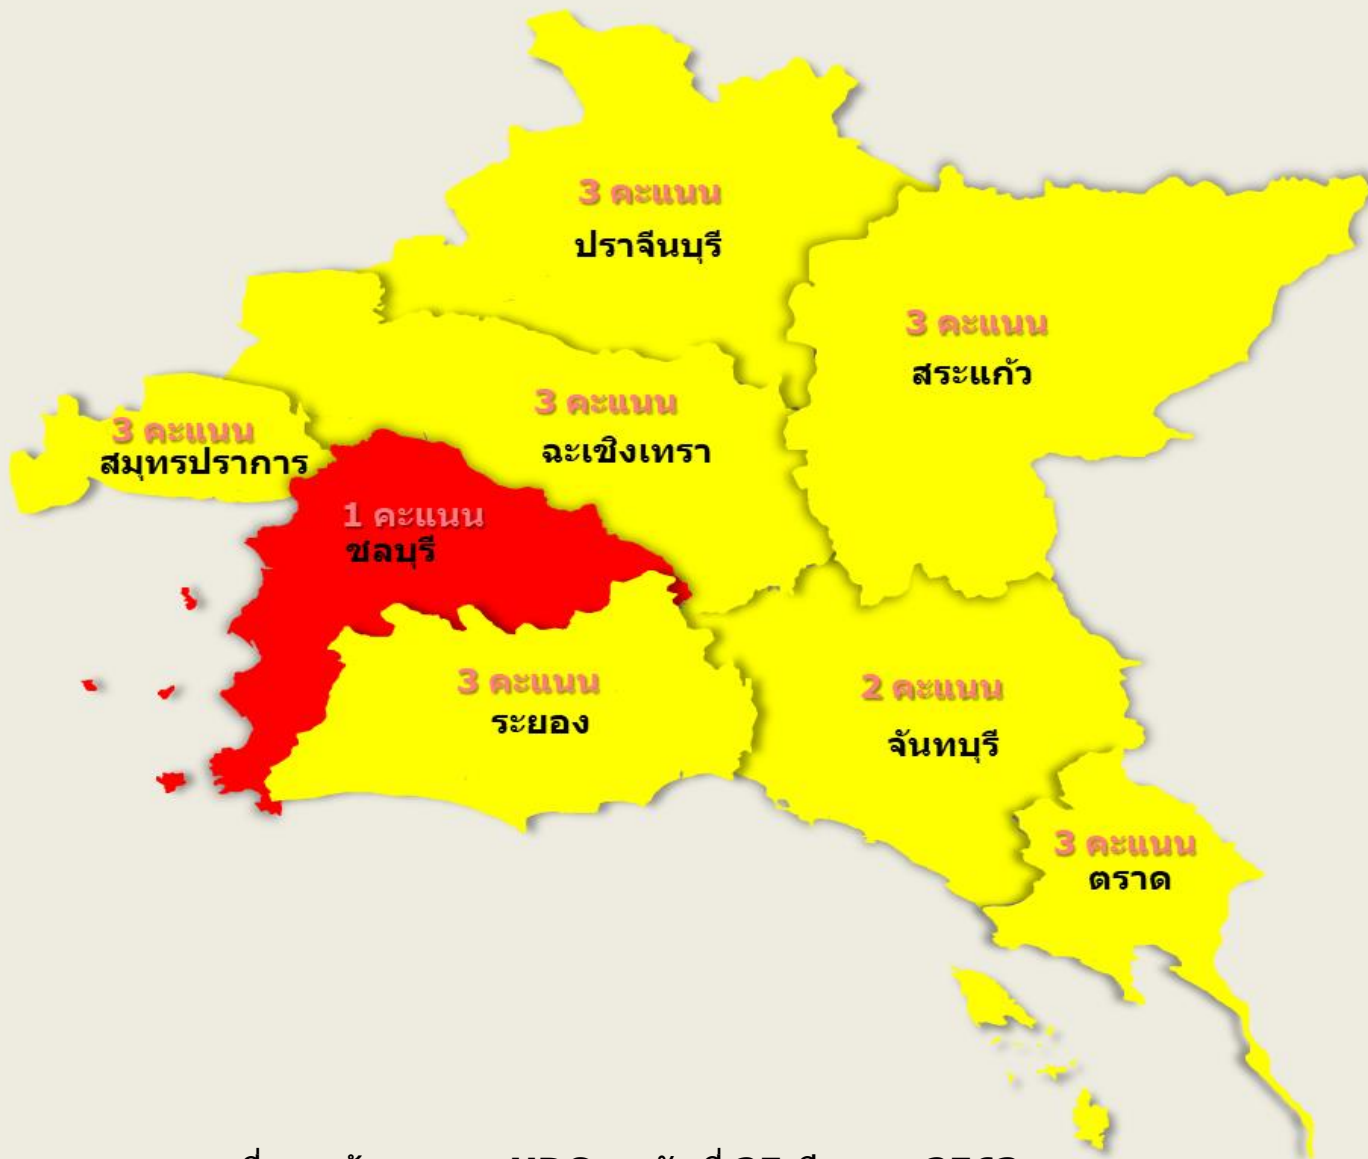 3 คะแนน
ปราจีนบุรี
3 คะแนน
สระแก้ว
3 คะแนน
ฉะเชิงเทรา
3 คะแนน
สมุทรปราการ
1 คะแนน
ชลบุรี
3 คะแนน
ระยอง
2 คะแนน
จันทบุรี
3 คะแนน
ตราด